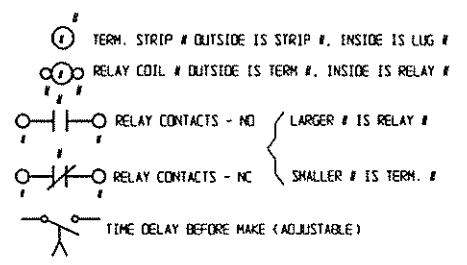 #
TERM. STRIP # OUTSIDE IS STRIP #, INSIDE IS LUG #
#
RELAY COIL # OUTSIDE IS TERM #, INSIDE IS RELAY #
# #
#
RELAY CONTACTS - NO
LARGER # IS RELAY #
# #
#
RELAY CONTACTS - NC
SMALLER # IS TERM. #
# #
TIME DELAY BEFORE MAKE (ADJUSTABLE)